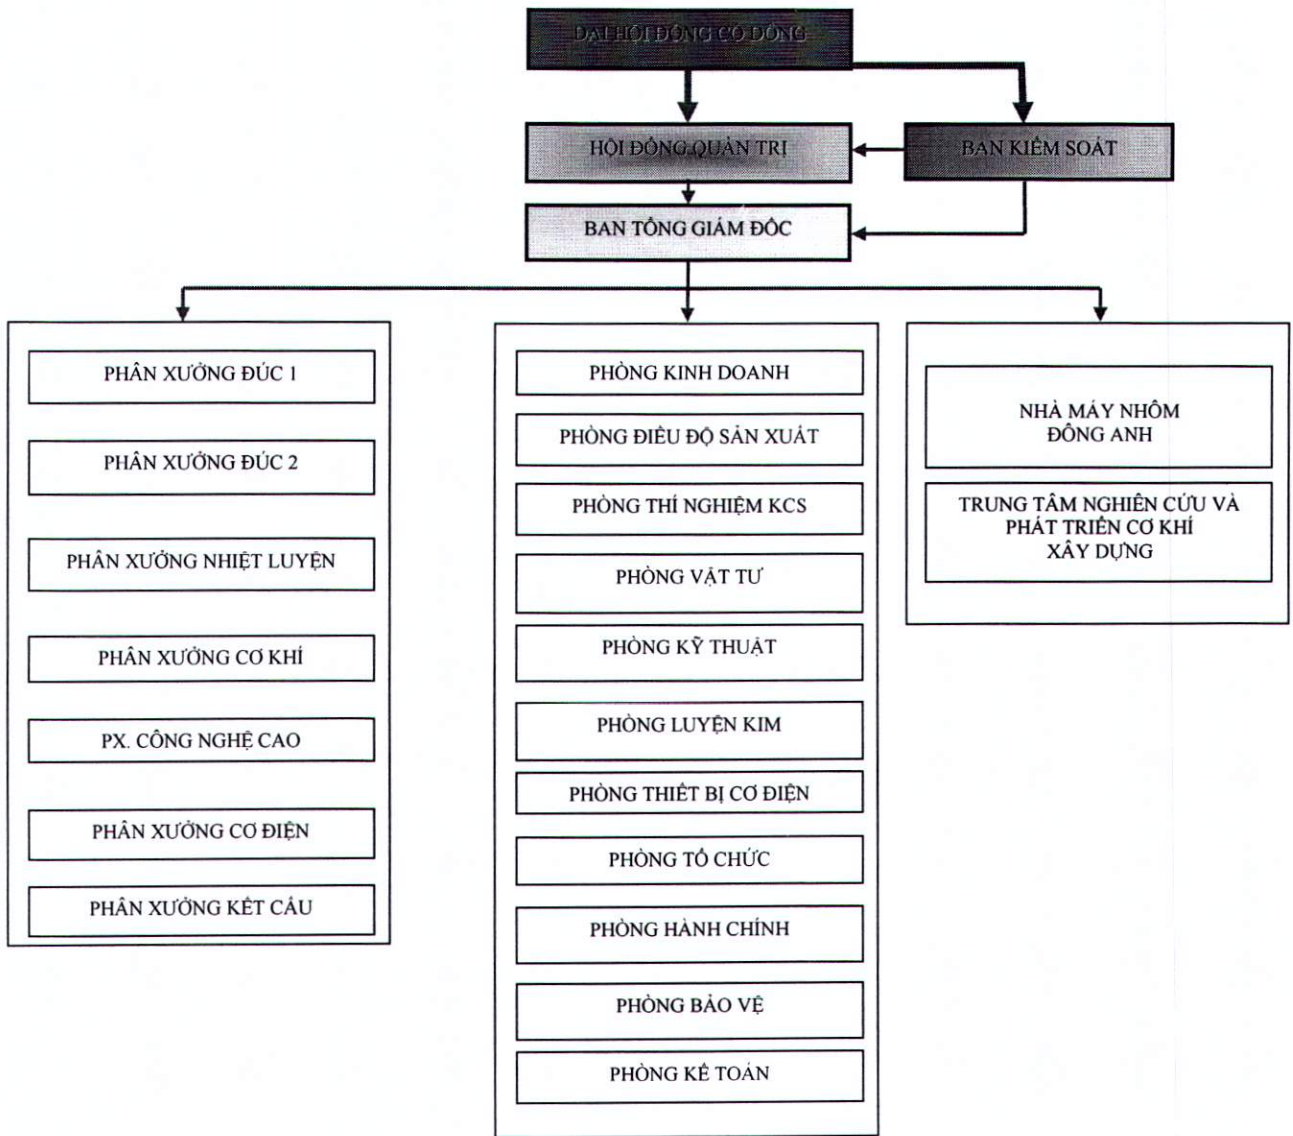 ĐẠI HỘI ĐỒNG CỔ ĐÔNG
HỘI ĐỒNG QUẢN TRỊ
BAN KIỂM SOÁT
BAN TỔNG GIÁM ĐỐC
PHÂN XƯỞNG ĐÚC 1
PHÂN XƯỞNG ĐÚC 2
PHÂN XƯỞNG NHIỆT LUYỆN
PHÂN XƯỞNG CƠ KHÍ
PX. CÔNG NGHỆ CAO
PHÂN XƯỞNG CƠ ĐIỆN
PHÂN XƯỞNG KẾT CẤU
PHÒNG KINH DOANH
PHÒNG ĐIỀU ĐỘ SẢN XUẤT
PHÒNG THÍ NGHIỆM KCS
PHÒNG VẬT TƯ
PHÒNG KỸ THUẬT
PHÒNG LUYỆN KIM
PHÒNG THIẾT BỊ CƠ ĐIỆN
PHÒNG TỔ CHỨC
PHÒNG HÀNH CHÍNH
PHÒNG BẢO VỆ
PHÒNG KẾ TOÁN
NHÀ MÁY NHÔM
ĐÔNG ANH
TRUNG TÂM NGHIÊN CỨU VÀ
PHÁT TRIỂN CƠ KHÍ
XÂY DỰNG